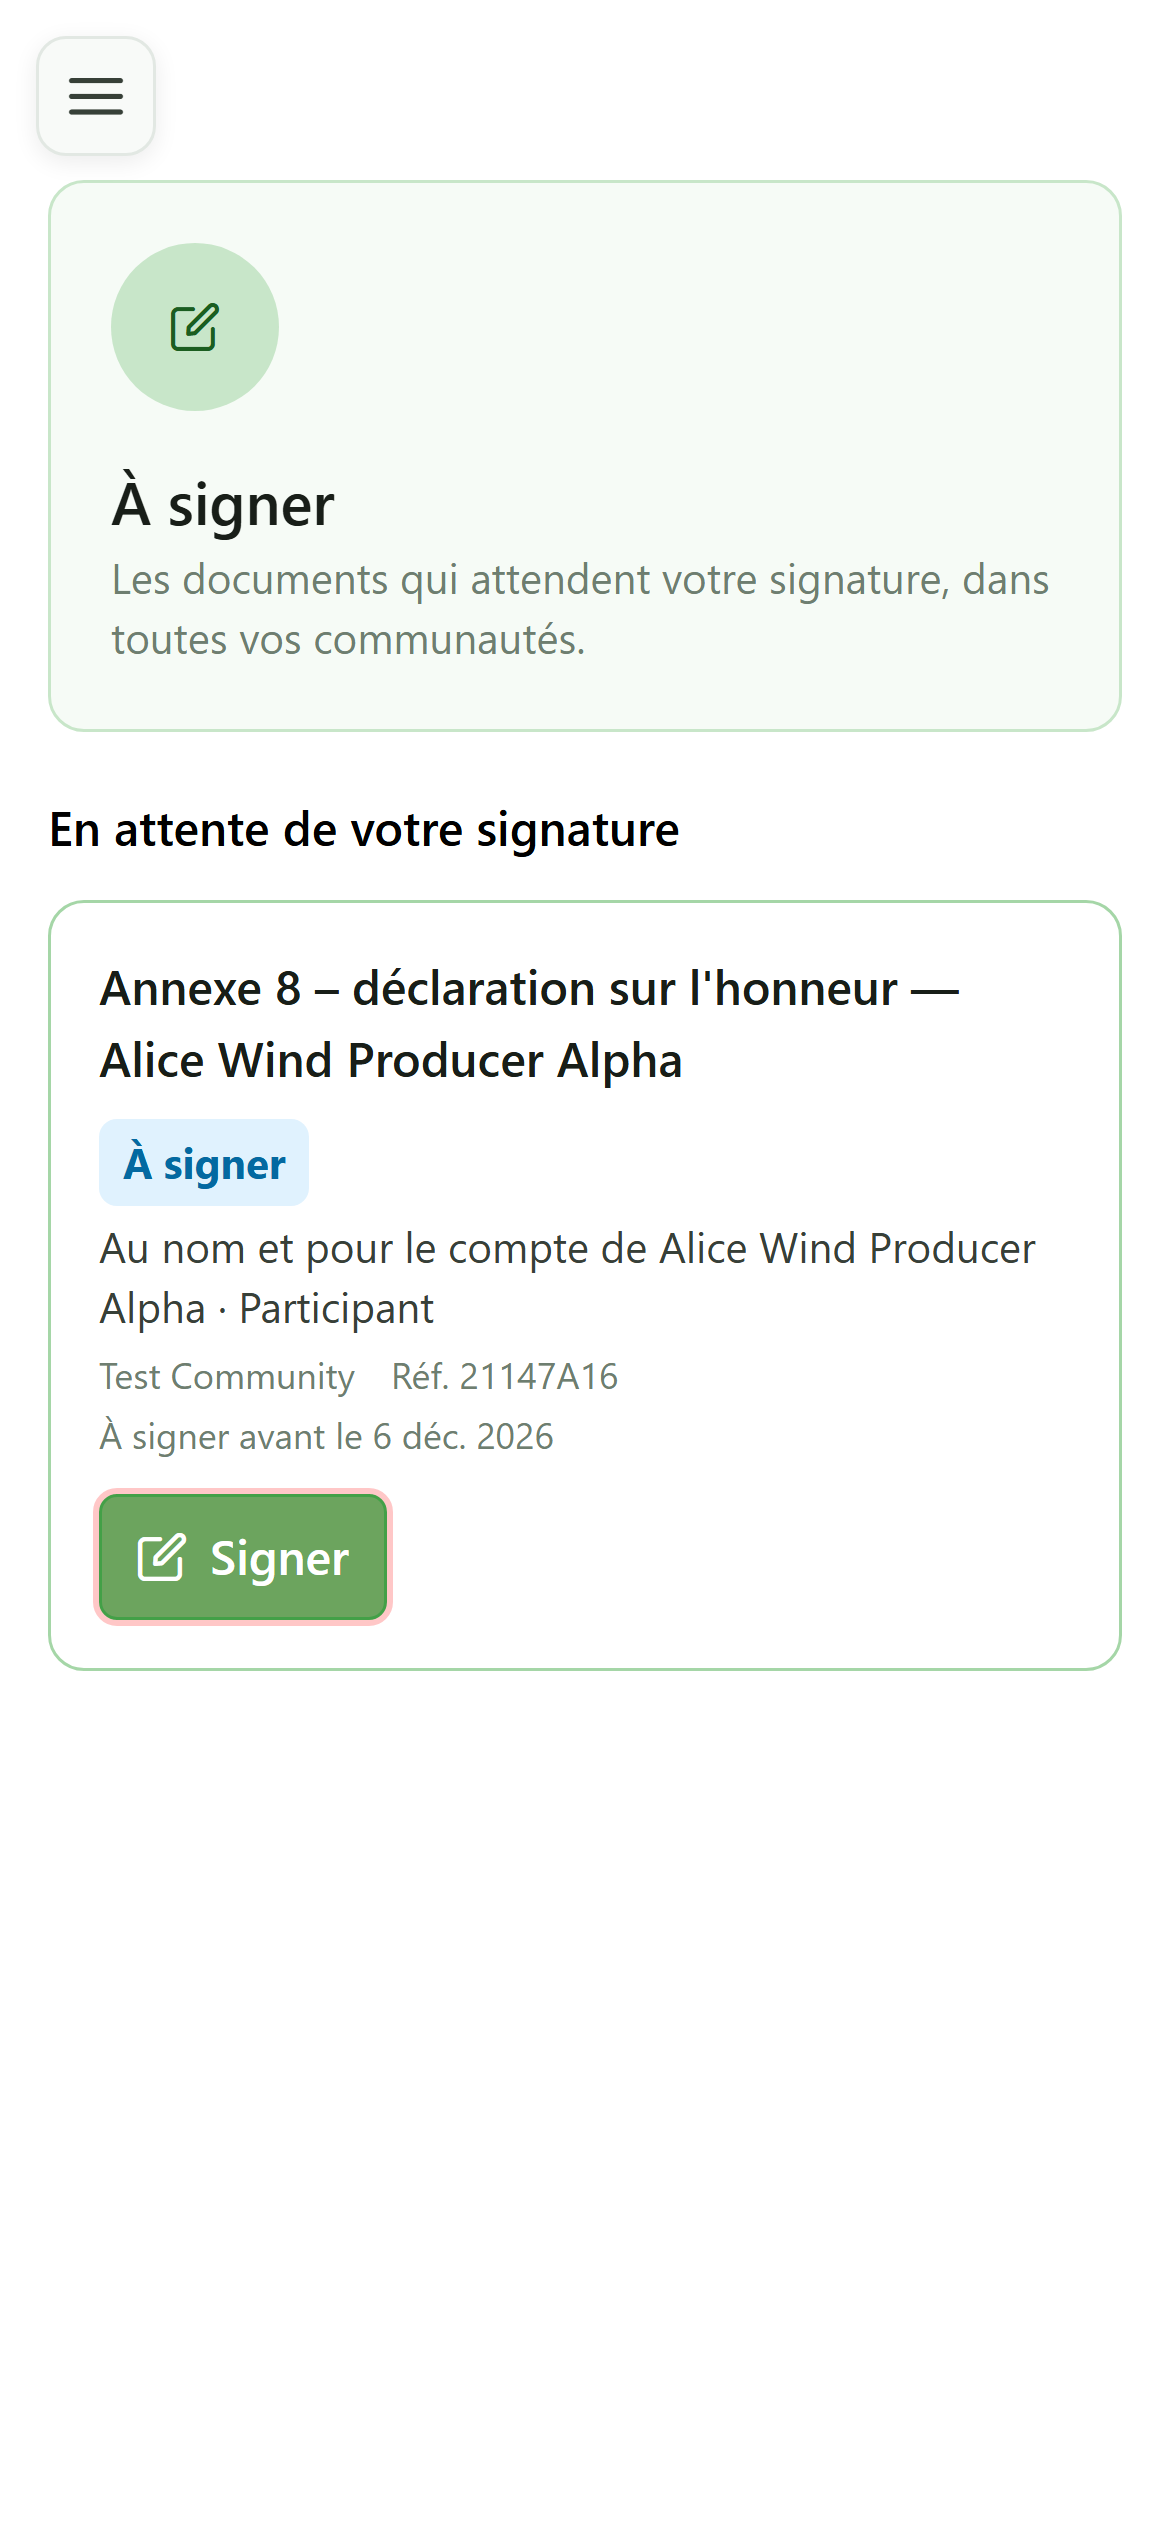 À signer
Les documents qui attendent votre signature, dans
toutes vos communautés.
En attente de votre signature
Annexe 8 – déclaration sur l'honneur —
Alice Wind Producer Alpha
À signer
Au nom et pour le compte de Alice Wind Producer
Alpha · Participant
Test Community Réf. 21147A16
À signer avant le 6 déc. 2026
Signer